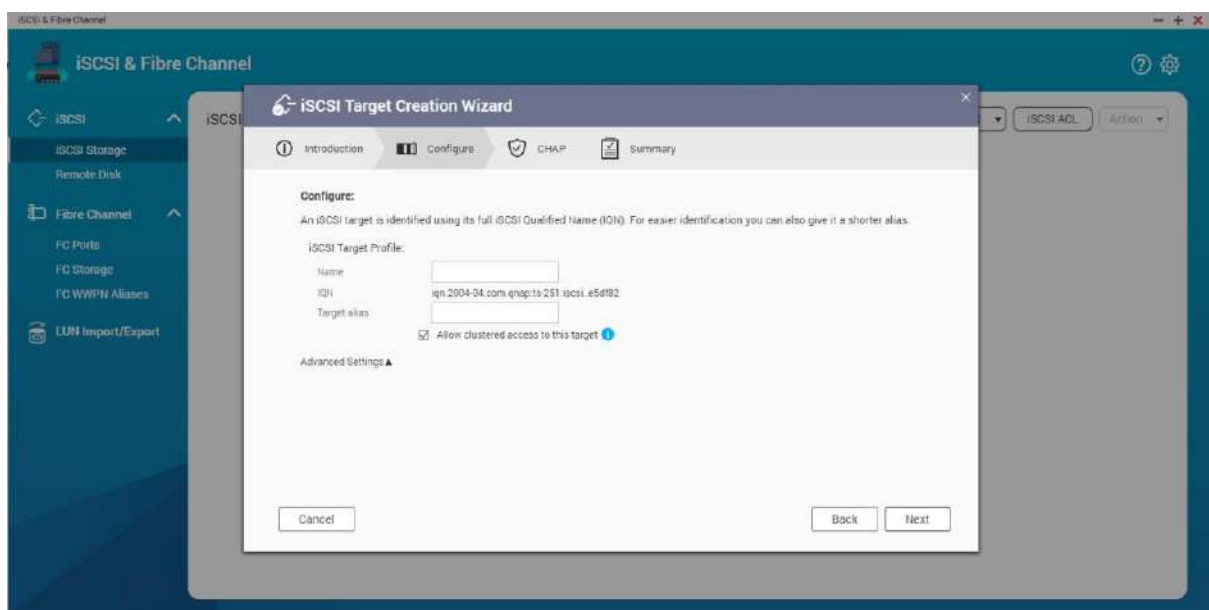 iSCSI & Fibre Channel
iSCSI & Fibre Channel
iSCSI
iSCSI Storage
Remote Disk
Fibre Channel
FC Ports
FC Storage
FC WWPN Aliases
LUN Import/Export
iSCSI
iSCSI ACL
Action
iSCSI Target Creation Wizard
Introduction
Configure
CHAP
Summary
Configure:
An iSCSI target is identified using its full iSCSI Qualified Name (IQN). For easier identification you can also give it a shorter alias.
iSCSI Target Profile:
Name
IQN iqn.2004-04.com.qnap:ts-251:iscsi..e5df82
Target alias
Allow clustered access to this target
Advanced Settings▲
Cancel
Back
Next